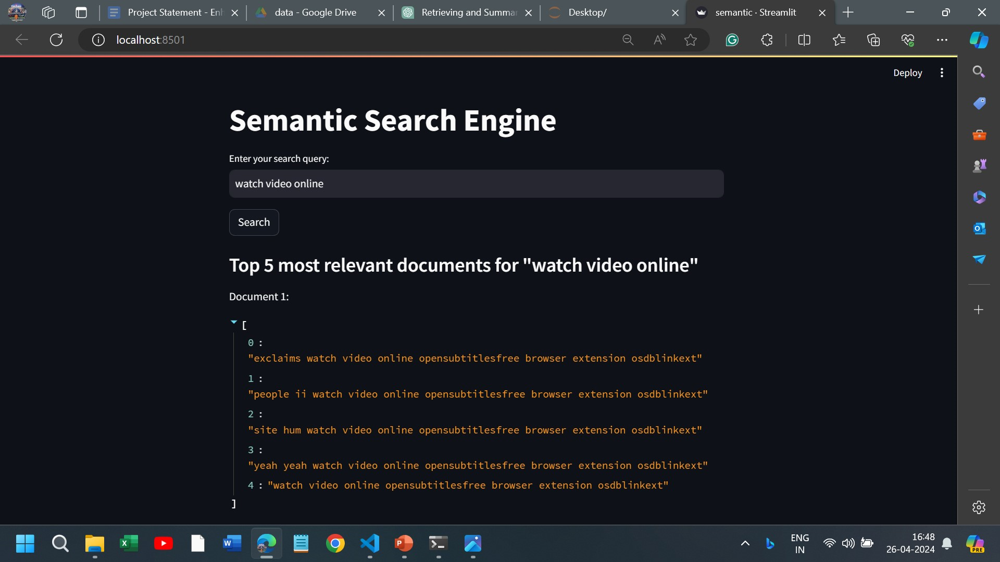 Project Statement - Enh
data - Google Drive
Retrieving and Summar
Desktop/
semantic · Streamlit
localhost:8501
Deploy
Semantic Search Engine
Enter your search query:
watch video online
Search
Top 5 most relevant documents for "watch video online"
Document 1:
[
0 :
"exclaims watch video online opensubtitlesfree browser extension osdblinkext"
1 :
"people ii watch video online opensubtitlesfree browser extension osdblinkext"
2 :
"site hum watch video online opensubtitlesfree browser extension osdblinkext"
3 :
"yeah yeah watch video online opensubtitlesfree browser extension osdblinkext"
4 : "watch video online opensubtitlesfree browser extension osdblinkext"
]
ENG
IN
16:48
26-04-2024
PRE